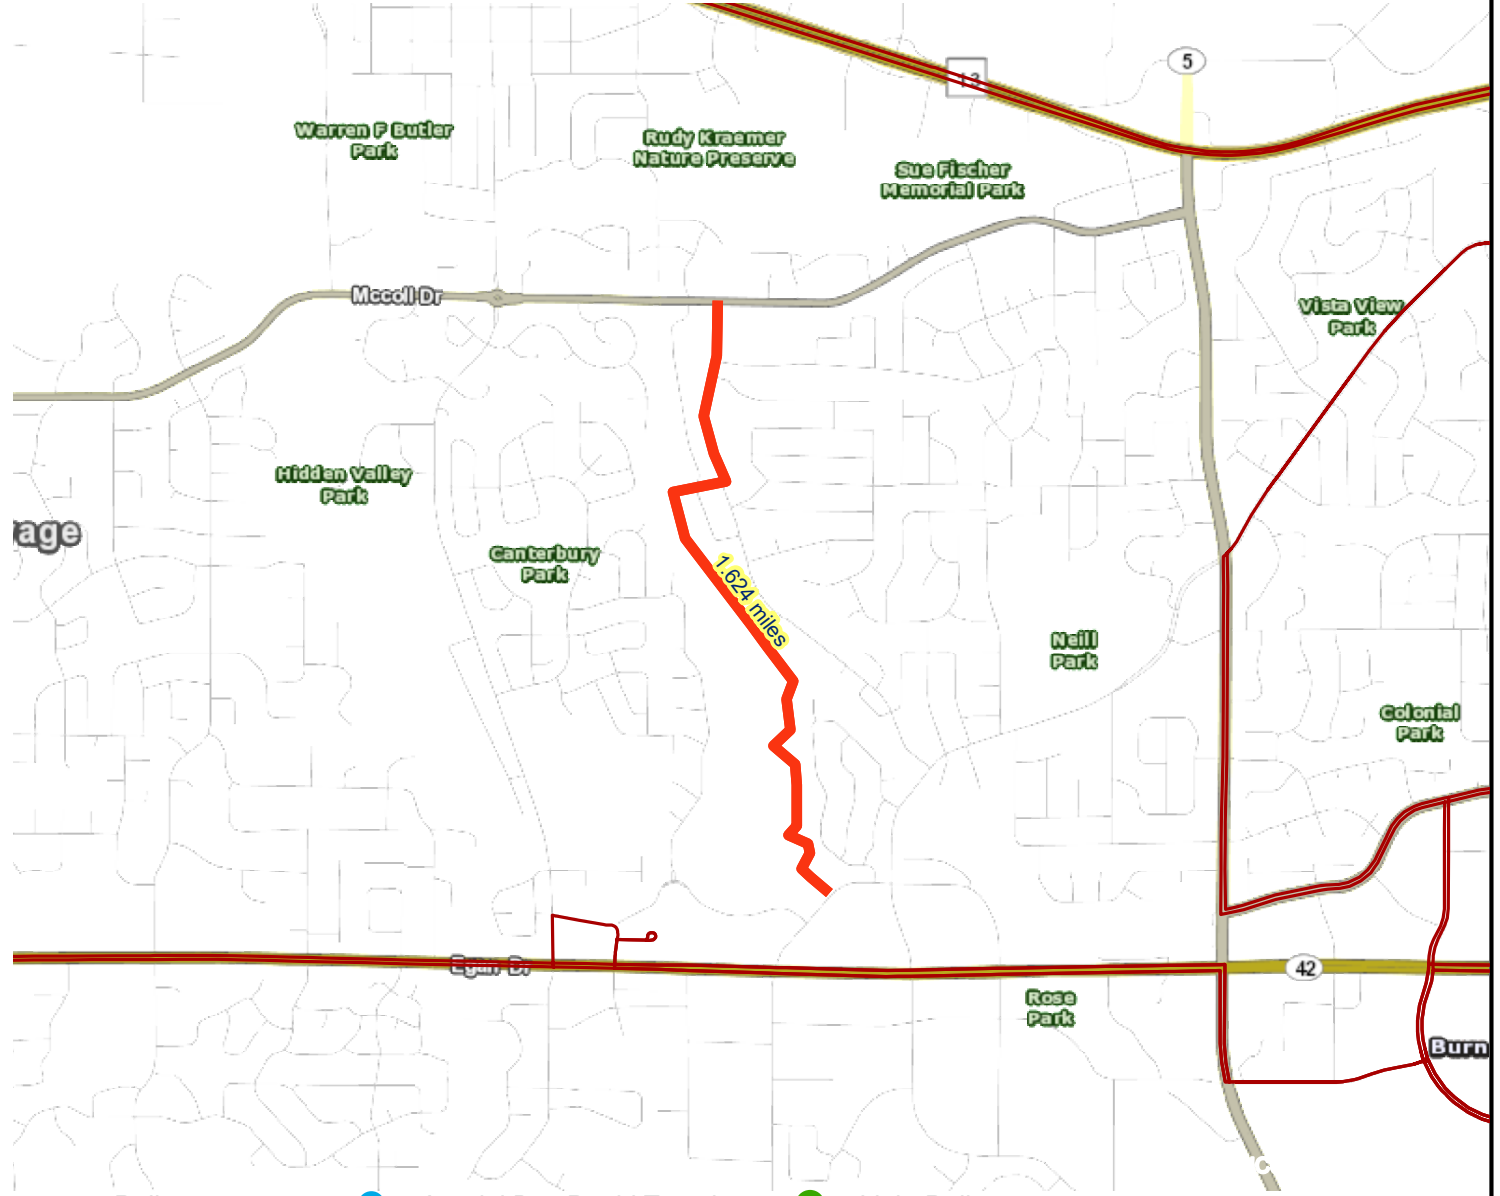 5
13
Warren F Butler
Park
Rudy Kraemer
Nature Preserve
Sue Fischer
Memorial Park
Mccoll Dr
Vista View
Park
Hidden Valley
Park
Canterbury
Park
1.624 miles
Neill
Park
Colonial
Park
Egan Dr
42
Rose
Park
Burn